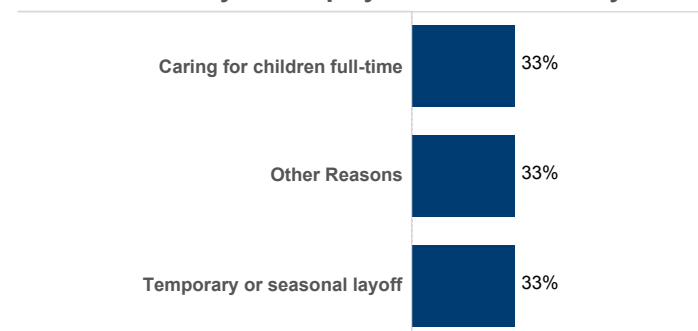 Caring for children full-time 33%
Other Reasons 33%
Temporary or seasonal layoff 33%